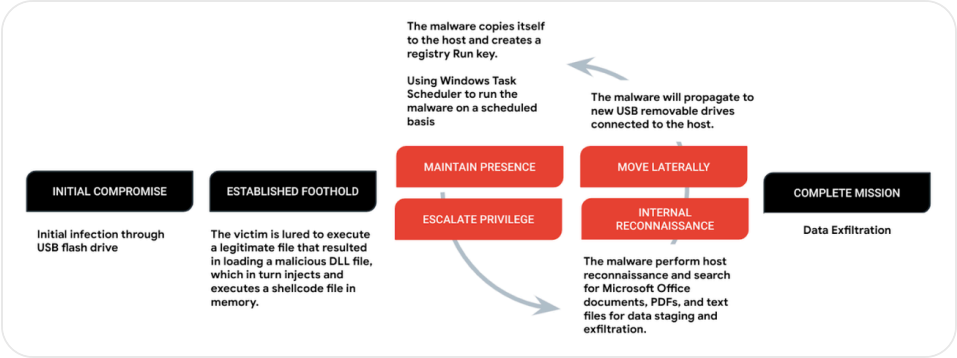 The malware copies itself
to the host and creates a
registry Run key.
Using Windows Task
Scheduler to run the
malware on a scheduled
basis
The malware will propagate to
new USB removable drives
connected to the host.
INITIAL COMPROMISE
Initial infection through
USB flash drive
ESTABLISHED FOOTHOLD
The victim is lured to execute
a legitimate file that resulted
in loading a malicious DLL file,
which in turn injects and
executes a shellcode file in
memory.
MAINTAIN PRESENCE
ESCALATE PRIVILEGE
MOVE LATERALLY
INTERNAL
RECONNAISSANCE
The malware perform host
reconnaissance and search
for Microsoft Office
documents, PDFs, and text
files for data staging and
exfiltration.
COMPLETE MISSION
Data Exfiltration